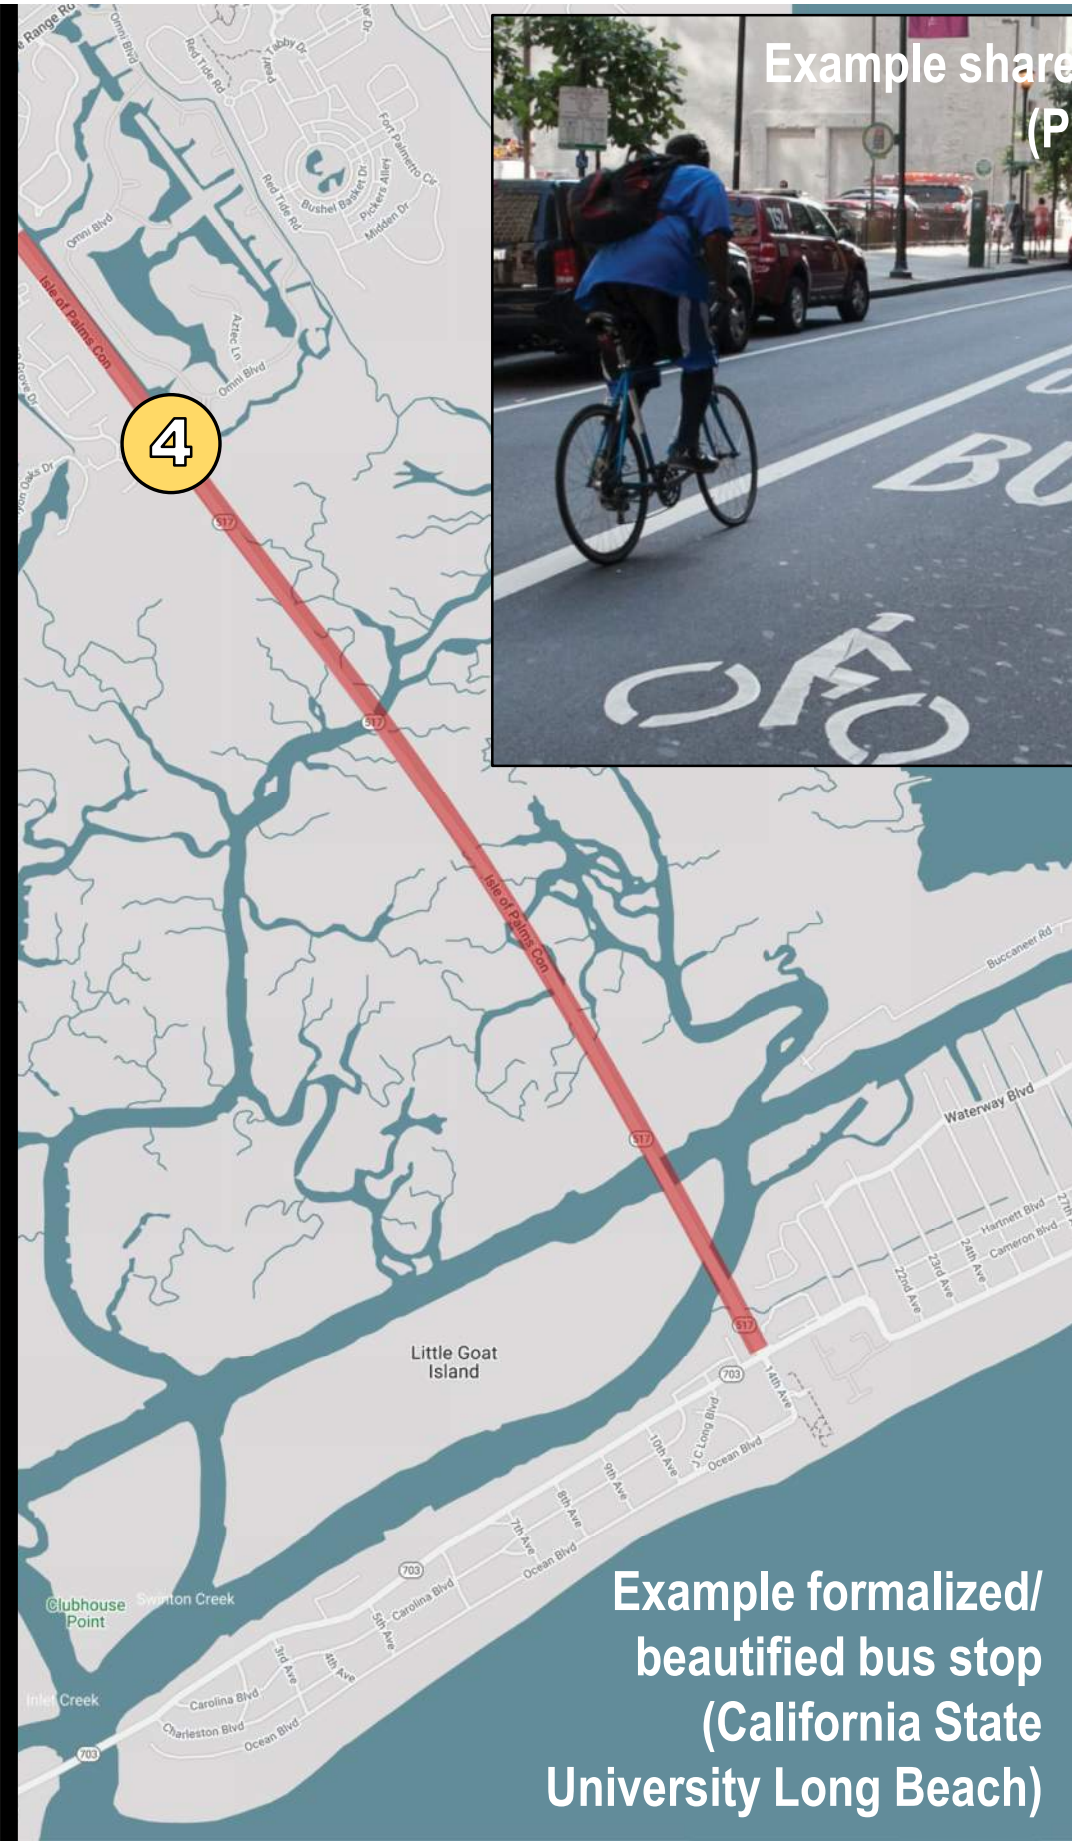 Omni Blvd
Red Tide Rd
Tabby Dr
Pearl
Example share
(P
Fort Palmetto Cir
Bushel Basket Dr
Pickers Alley
Midden Dr
Red Tide Rd
Omni Blvd
Isle of Palms Con
Aztec Ln
Omni Blvd
4
BU
517
517
Isle of Palms Con
Buccaneer Rd
Waterway Blvd
517
Hartnett Blvd
Cameron Blvd
27th
24th Ave
23rd Ave
22nd Ave
517
Little Goat
Island
703
14th Ave
J C Long Blvd
Ocean Blvd
10th Ave
9th Ave
8th Ave
7th Ave
Ocean Blvd
703
Carolina Blvd
5th Ave
4th Ave
3rd Ave
Clubhouse
Point
Swinton Creek
Inlet Creek
Carolina Blvd
Charleston Blvd
Ocean Blvd
703
Example formalized/
beautified bus stop
(California State
University Long Beach)